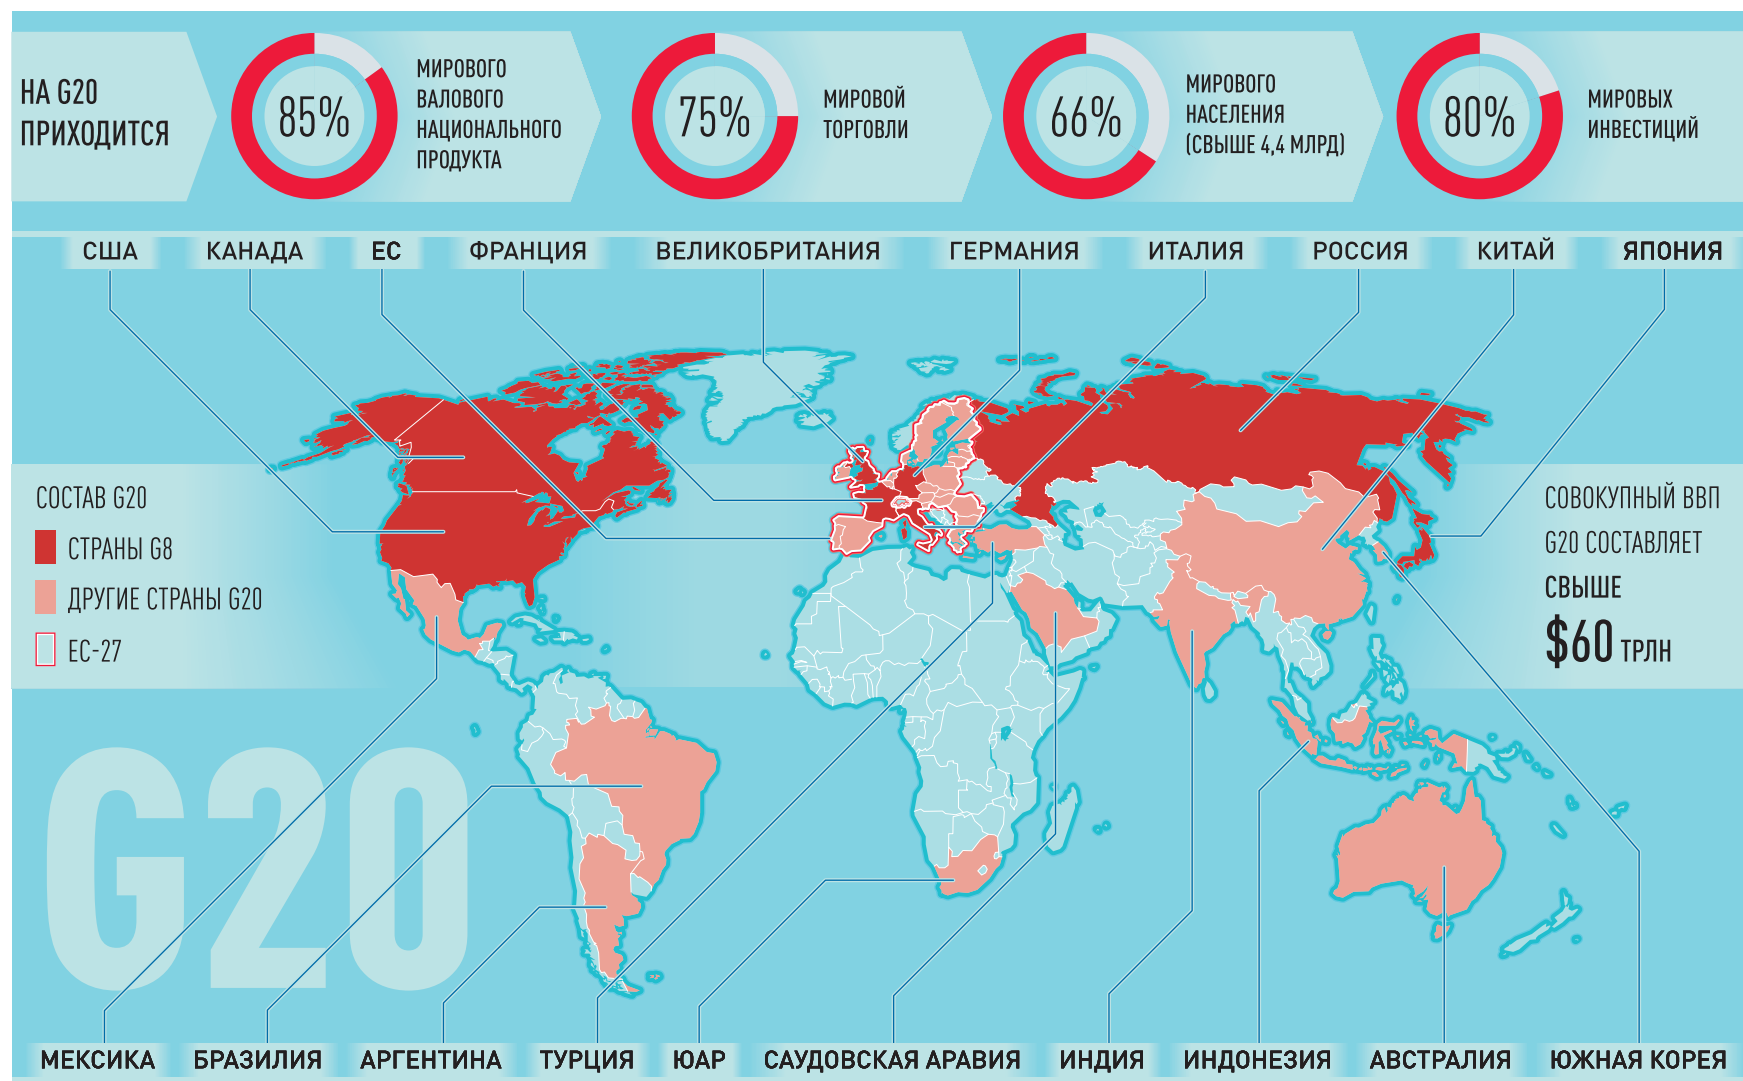 НА G20
ПРИХОДИТСЯ
85%
МИРОВОГО
ВАЛОВОГО
НАЦИОНАЛЬНОГО
ПРОДУКТА
75%
МИРОВОЙ
ТОРГОВЛИ
66%
МИРОВОГО
НАСЕЛЕНИЯ
(СВЫШЕ 4,4 МЛРД)
80%
МИРОВЫХ
ИНВЕСТИЦИЙ
США КАНАДА ЕС ФРАНЦИЯ ВЕЛИКОБРИТАНИЯ ГЕРМАНИЯ ИТАЛИЯ РОССИЯ КИТАЙ ЯПОНИЯ
СОСТАВ G20
СТРАНЫ G8
ДРУГИЕ СТРАНЫ G20
ЕС-27
СОВОКУПНЫЙ ВВП
G20 СОСТАВЛЯЕТ
СВЫШЕ
$60 ТРЛН
G20
МЕКСИКА БРАЗИЛИЯ АРГЕНТИНА ТУРЦИЯ ЮАР САУДОВСКАЯ АРАВИЯ ИНДИЯ ИНДОНЕЗИЯ АВСТРАЛИЯ ЮЖНАЯ КОРЕЯ